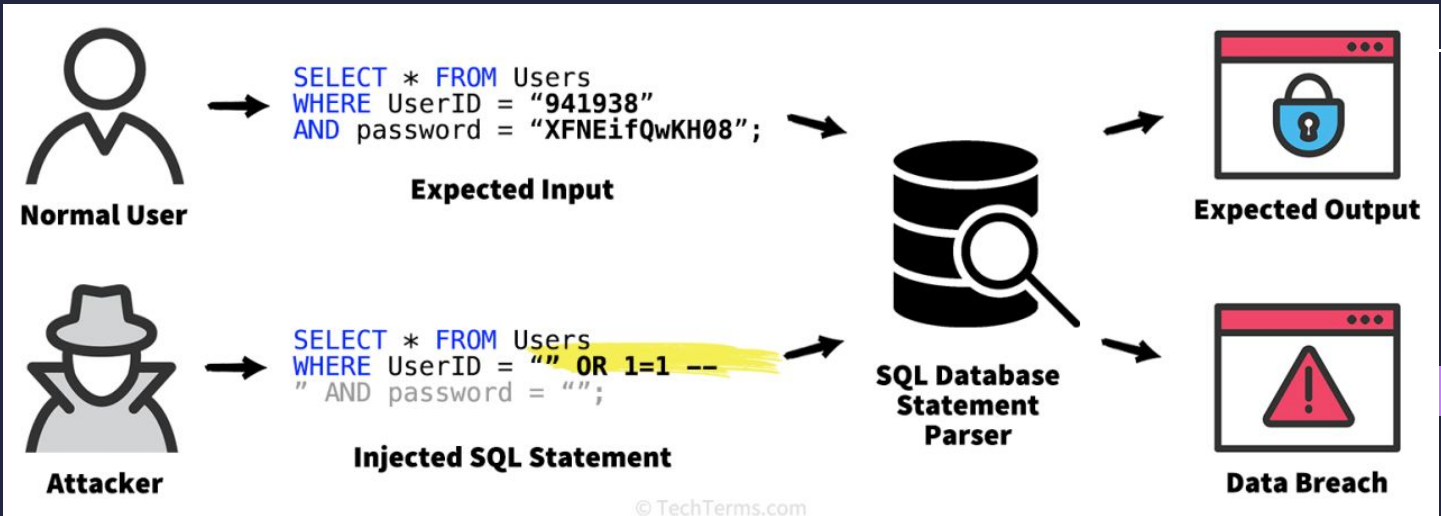 SELECT * FROM Users
WHERE UserID = “941938”
AND password = “XFNEifQwKH08”;
Expected Input
Normal User
Expected Output
SELECT * FROM Users
WHERE UserID = “” OR 1=1 --
” AND password = “”;
Injected SQL Statement
Attacker
SQL Database
Statement
Parser
Data Breach
© TechTerms.com